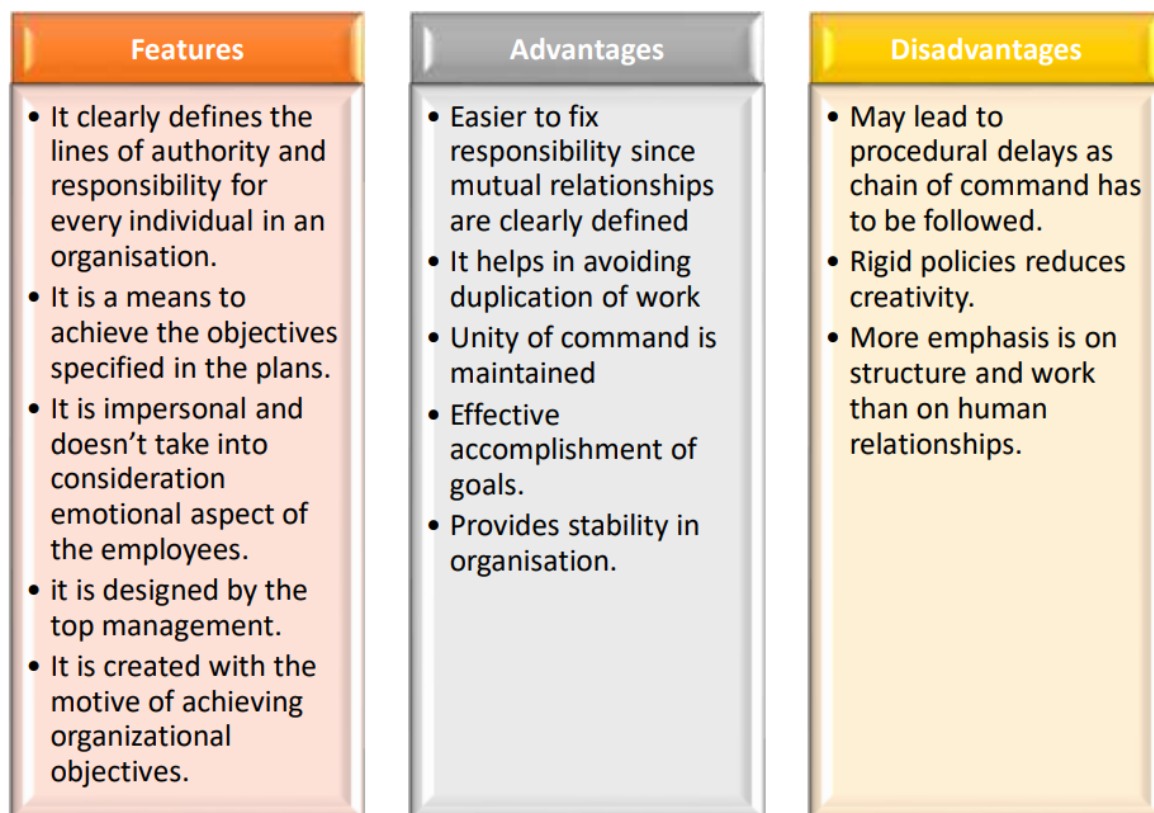 Features
• It clearly defines the
lines of authority and
responsibility for
every individual in an
organisation.
• It is a means to
achieve the objectives
specified in the plans.
• It is impersonal and
doesn’t take into
consideration
emotional aspect of
the employees.
• it is designed by the
top management.
• It is created with the
motive of achieving
organizational
objectives.
Advantages
• Easier to fix
responsibility since
mutual relationships
are clearly defined
• It helps in avoiding
duplication of work
• Unity of command is
maintained
• Effective
accomplishment of
goals.
• Provides stability in
organisation.
Disadvantages
• May lead to
procedural delays as
chain of command has
to be followed.
• Rigid policies reduces
creativity.
• More emphasis is on
structure and work
than on human
relationships.